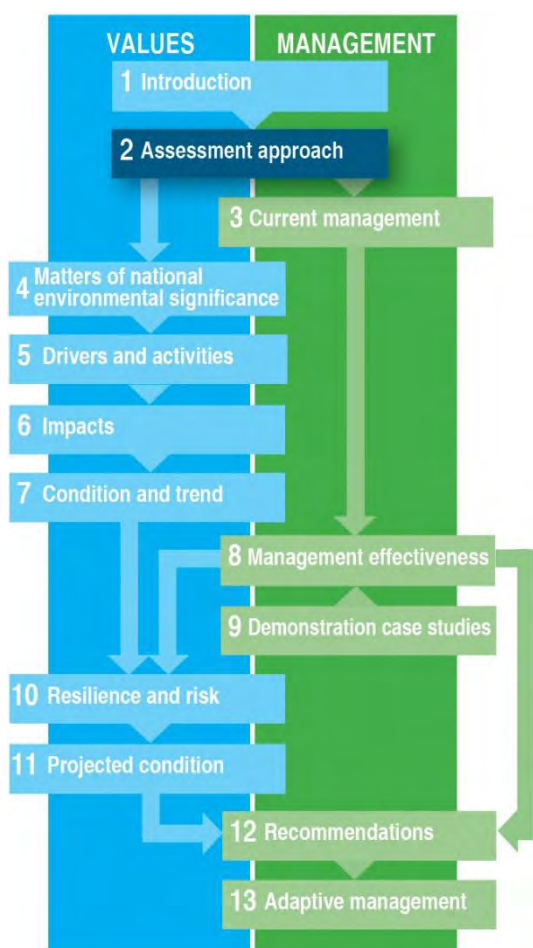 VALUES
MANAGEMENT
1 Introduction
2 Assessment approach
3 Current management
4 Matters of national
environmental significance
5 Drivers and activities
6 Impacts
7 Condition and trend
8 Management effectiveness
9 Demonstration case studies
10 Resilience and risk
11 Projected condition
12 Recommendations
13 Adaptive management